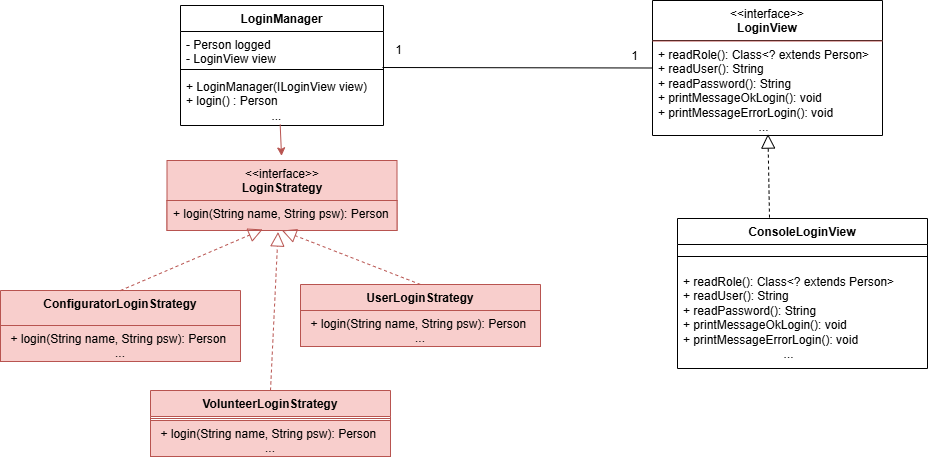 LoginManager
- Person logged
- LoginView view
+ LoginManager(ILoginView view)
+ login() : Person
...
1
1
<<interface>>
LoginView
+ readRole(): Class<? extends Person>
+ readUser(): String
+ readPassword(): String
+ printMessageOkLogin(): void
+ printMessageErrorLogin(): void
...
<<interface>>
LoginStrategy
+ login(String name, String psw): Person
ConsoleLoginView
+ readRole(): Class<? extends Person>
+ readUser(): String
+ readPassword(): String
+ printMessageOkLogin(): void
+ printMessageErrorLogin(): void
...
ConfiguratorLoginStrategy
+ login(String name, String psw): Person
...
UserLoginStrategy
+ login(String name, String psw): Person
...
VolunteerLoginStrategy
+ login(String name, String psw): Person
...